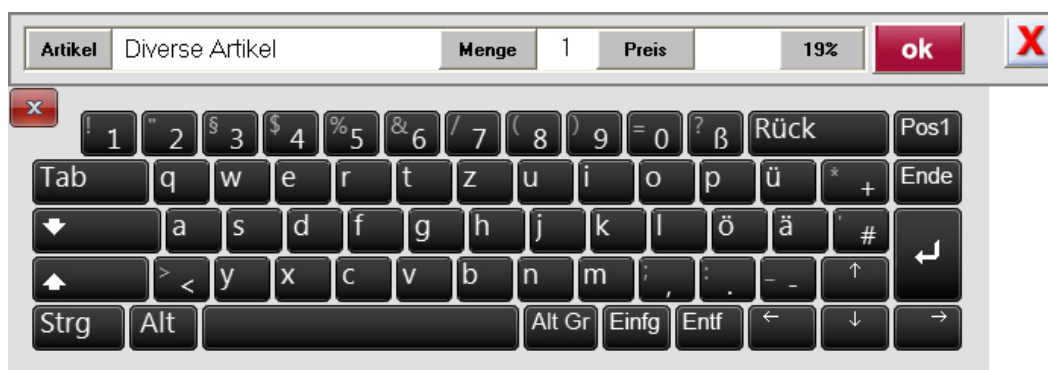 Artikel Diverse Artikel Menge 1 Preis 19% ok X
x
! 1 " 2 § 3 $ 4 % 5 & 6 / 7 ( 8 ) 9 = 0 ? ß Rück Pos1
Tab q w e r t z u i o p ü * + Ende
a s d f g h j k l ö ä ' #
> < y x c v b n m ; , : . _ - ↑
Strg Alt Alt Gr Einfg Entf ← ↓ →